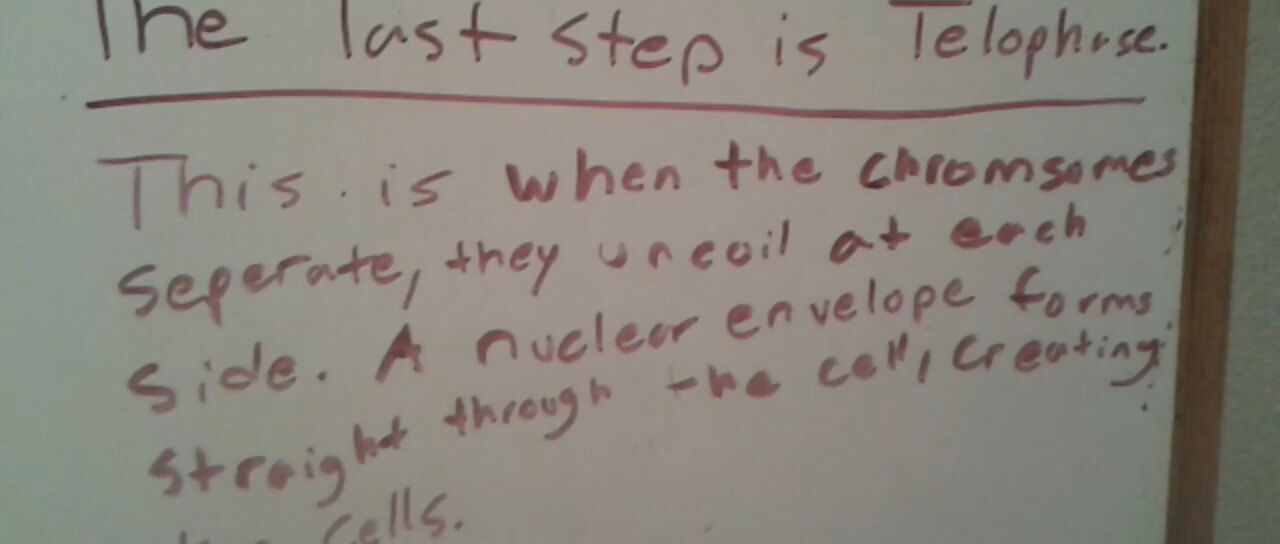 The last step is Telophase.
This is when the chromsomes
seperate, they uncoil at each
side. A nuclear envelope forms
straight through the cell, creating
cells.